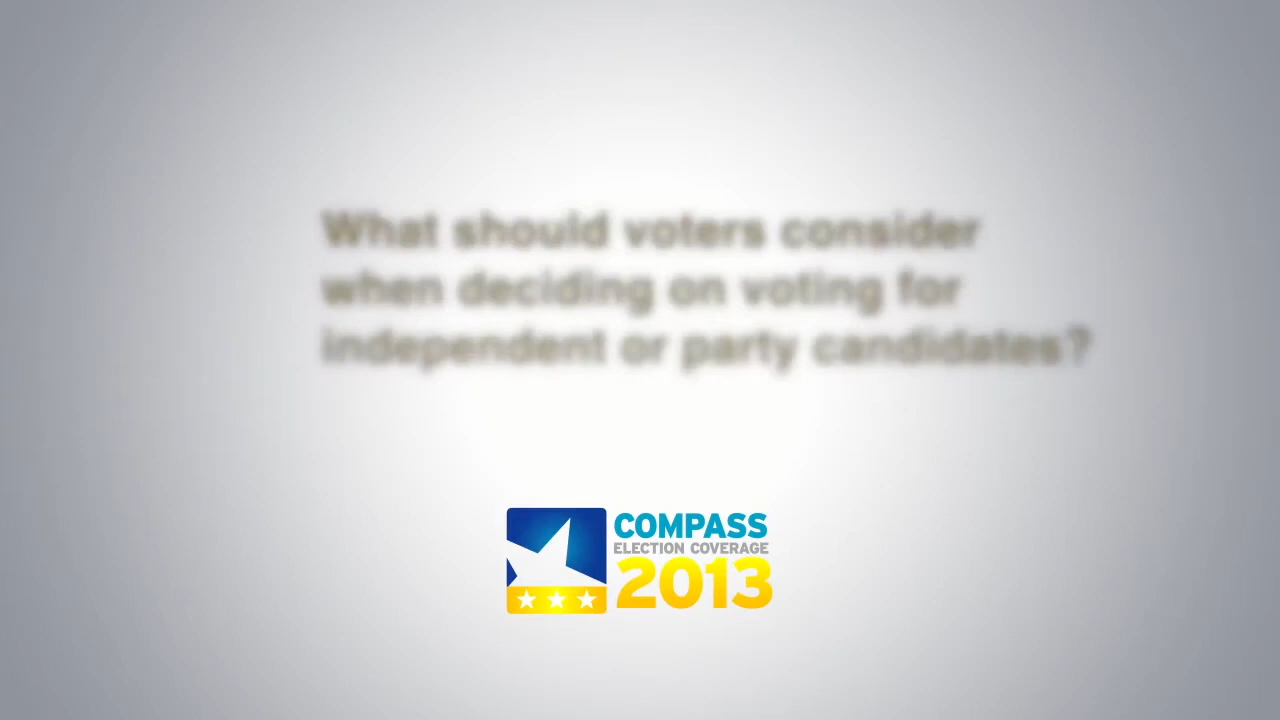 What should voters consider
when deciding on voting for
independent or party candidates?
COMPASS
ELECTION COVERAGE
2013